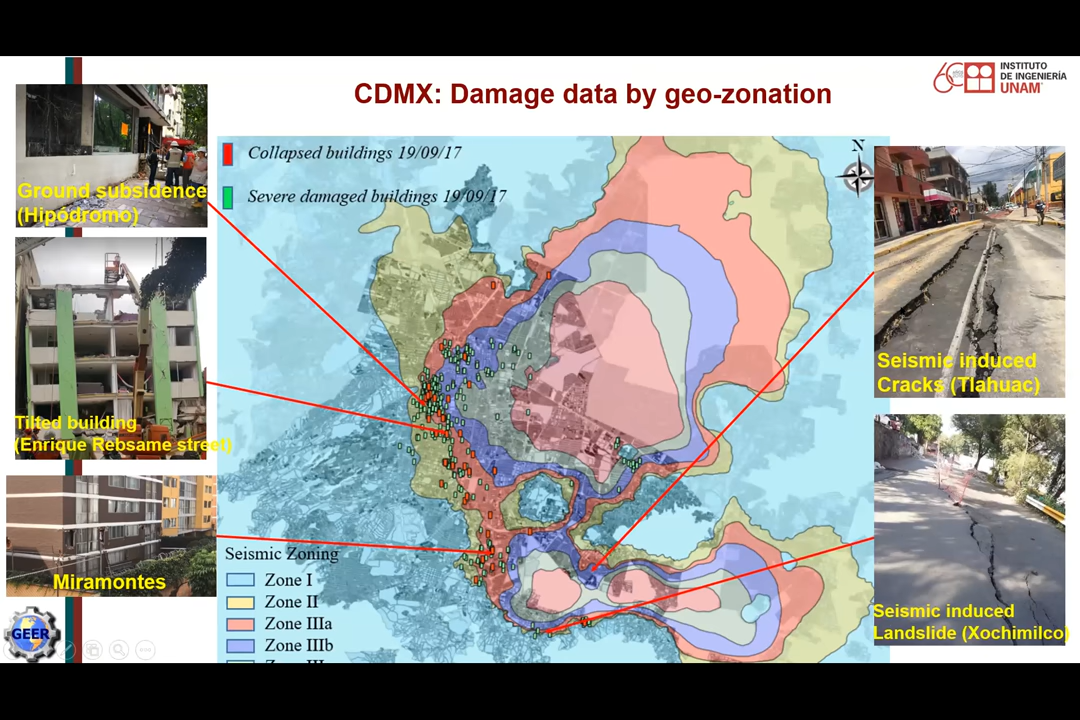 CDMX: Damage data by geo-zonation
60
INSTITUTO
DE INGENIERÍA
UNAM
Ground subsidence
(Hipódromo)
Tilted building
(Enrique Rebsame street)
Miramontes
GEER
Collapsed buildings 19/09/17
Severe damaged buildings 19/09/17
N
Seismic Zoning
Zone I
Zone II
Zone IIIa
Zone IIIb
Seismic induced
Cracks (Tlahuac)
Seismic induced
Landslide (Xochimilco)